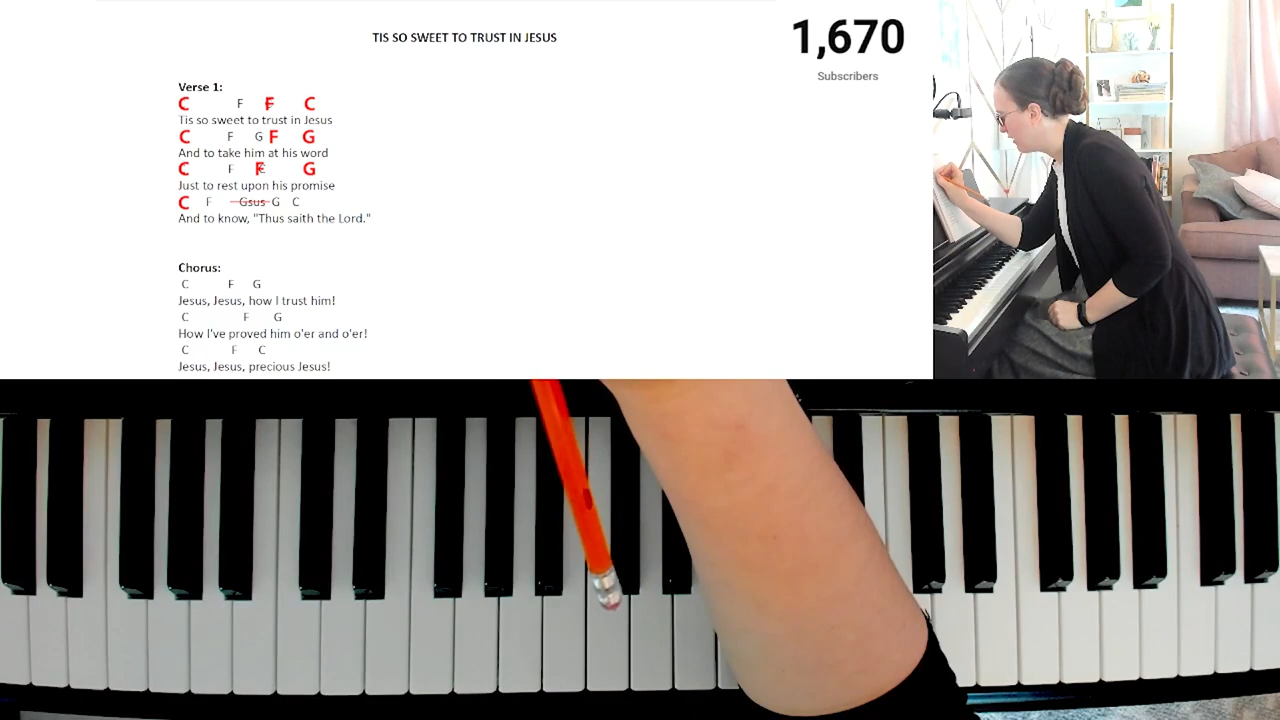 TIS SO SWEET TO TRUST IN JESUS
1,670
Subscribers
Verse 1:
C F F C
Tis so sweet to trust in Jesus
C F G F G
And to take him at his word
C F F G
Just to rest upon his promise
C F Gsus G C
And to know, "Thus saith the Lord."
Chorus:
C F G
Jesus, Jesus, how I trust him!
C F G
How I've proved him o'er and o'er!
C F C
Jesus, Jesus, precious Jesus!